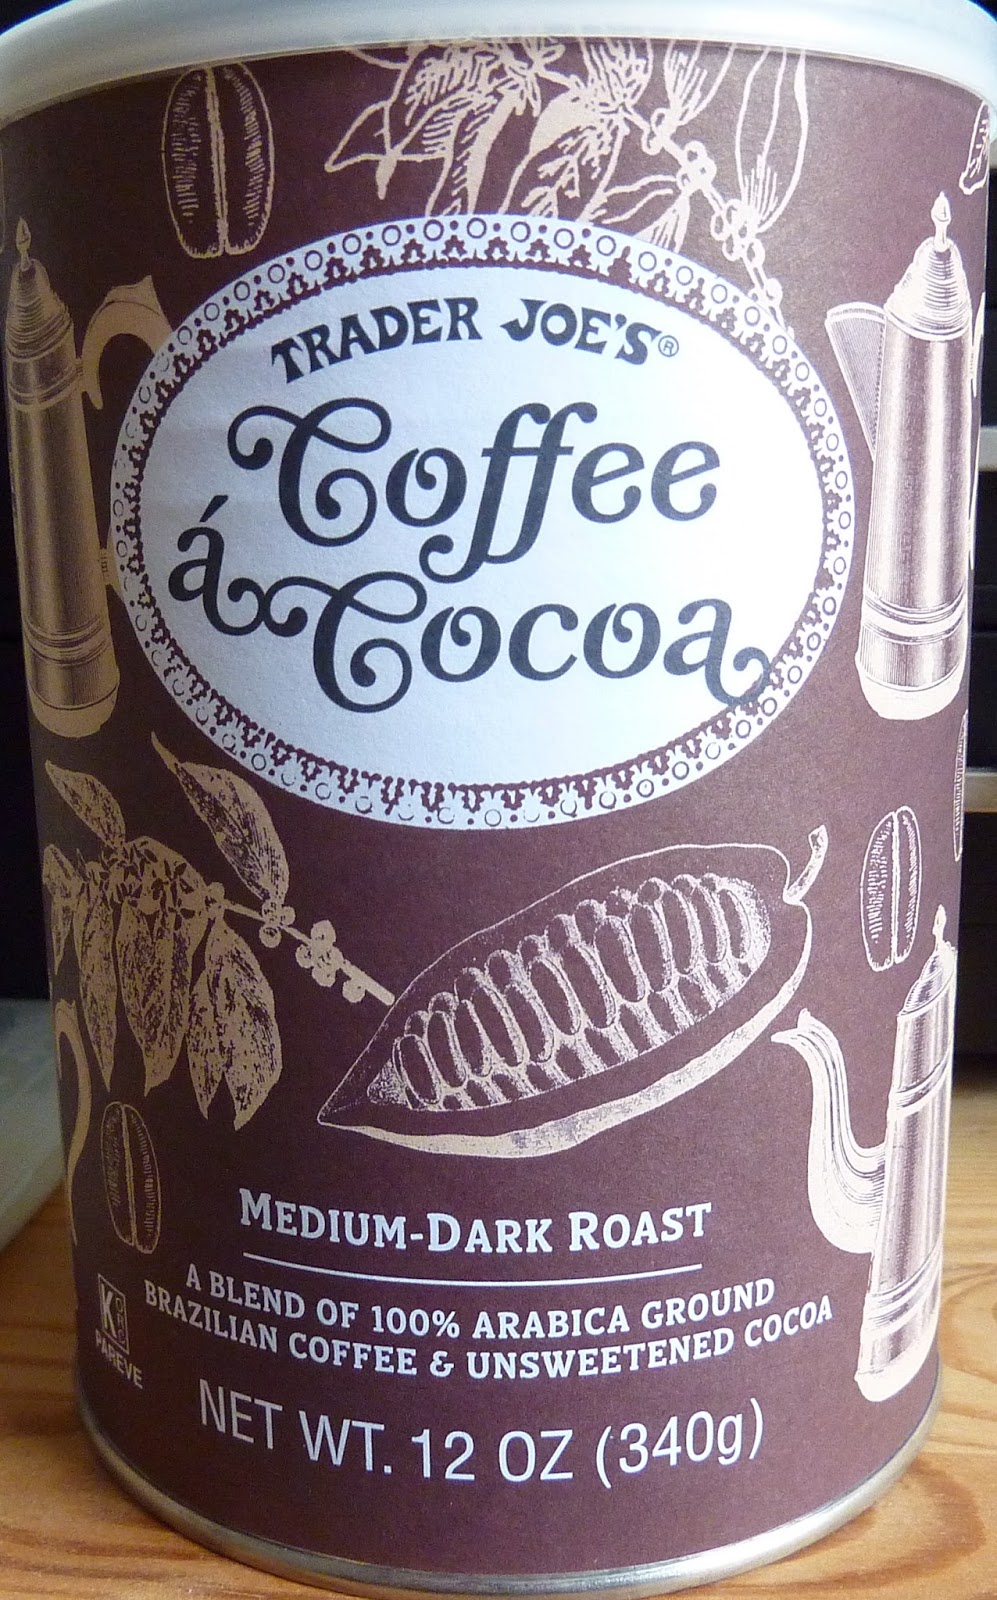 TRADER JOE'S®
Coffee
á Cocoa
MEDIUM-DARK ROAST
A BLEND OF 100% ARABICA GROUND
BRAZILIAN COFFEE & UNSWEETENED COCOA
K
PAREVE
NET WT. 12 OZ (340g)